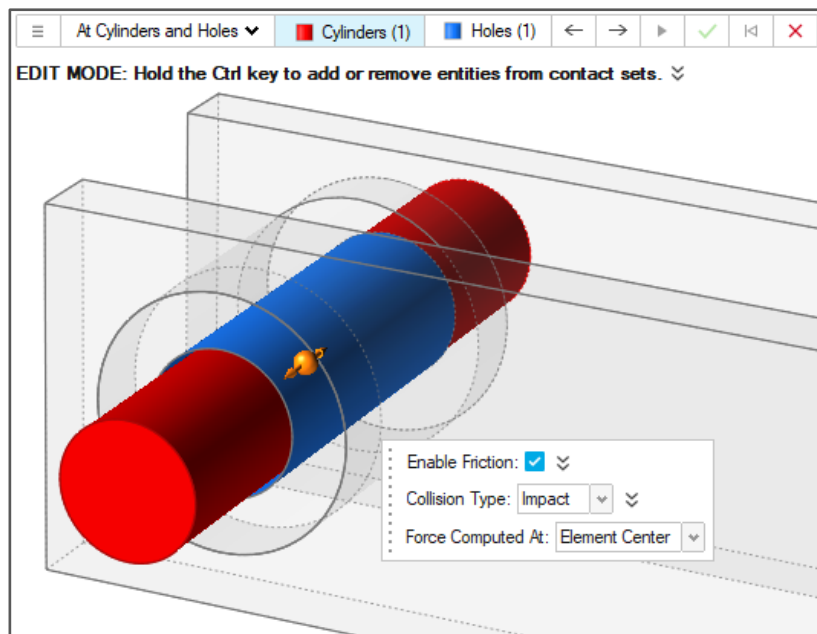 At Cylinders and Holes Cylinders (1) Holes (1)
EDIT MODE: Hold the Ctrl key to add or remove entities from contact sets.
Enable Friction:
Collision Type: Impact
Force Computed At: Element Center